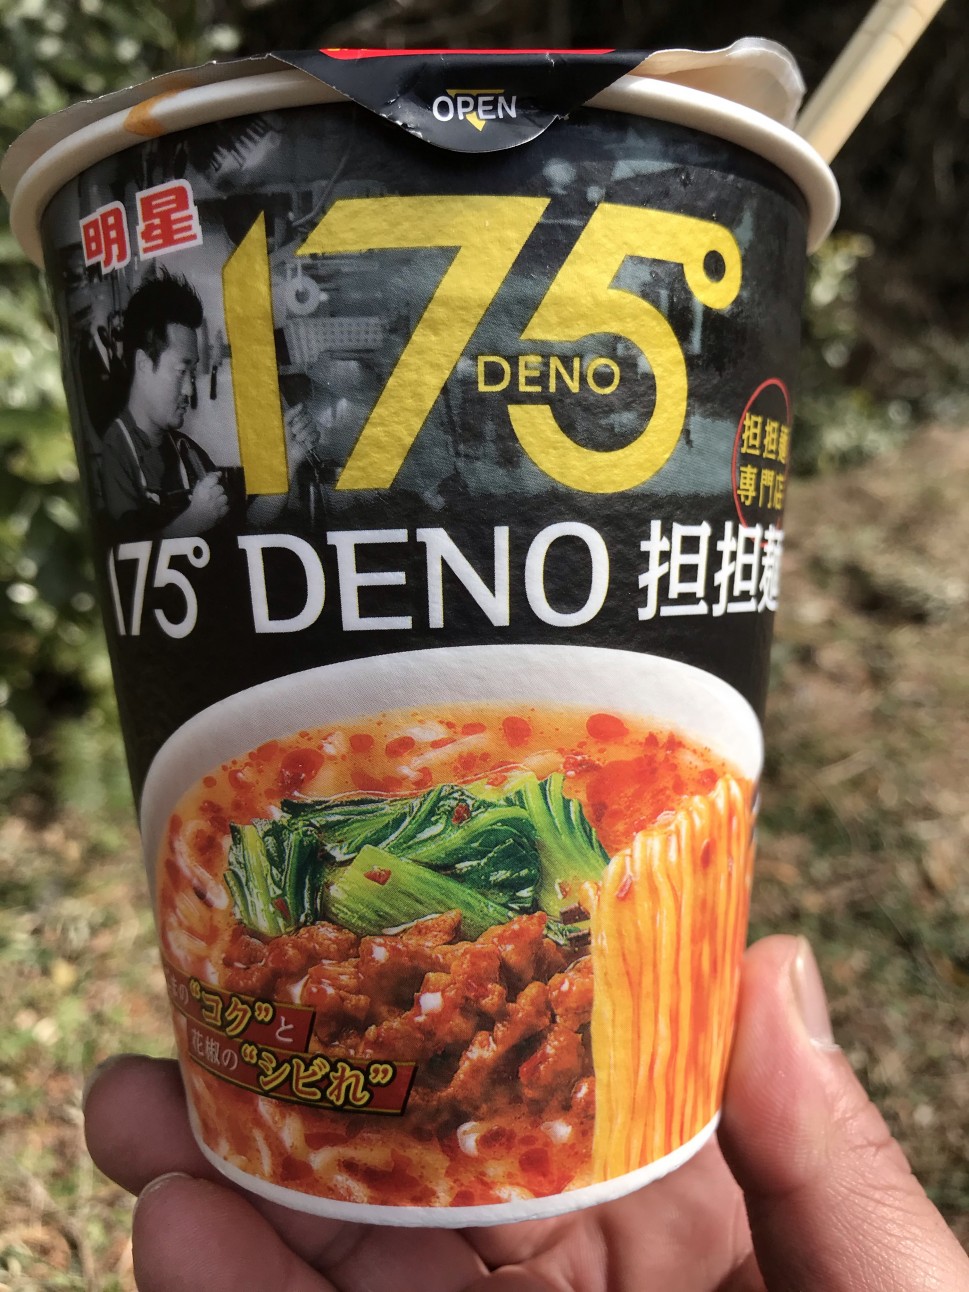 OPEN
明星
175°
DENO
担担麺
専門店
175° DENO 担担麺
の“コク”と
花椒の“シビれ”